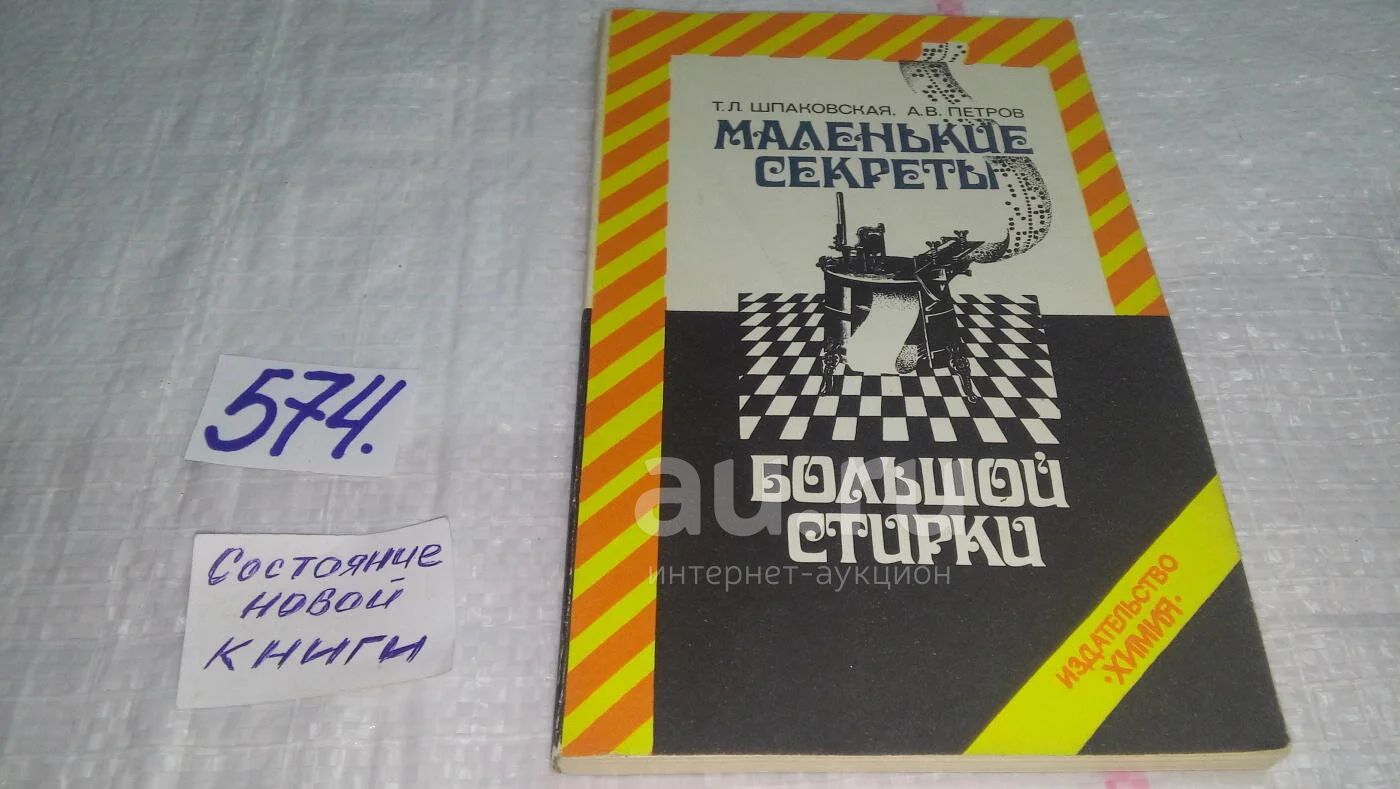 Т.Л. ШПАКОВСКАЯ, А.В. ПЕТРОВ
МАЛЕНЬКИЕ
СЕКРЕТЫ
БОЛЬШОЙ
СТИРКИ
ИЗДАТЕЛЬСТВО
·ХИМИЯ·
574.
Состояние
новой
книги
au.ru
интернет-аукцион